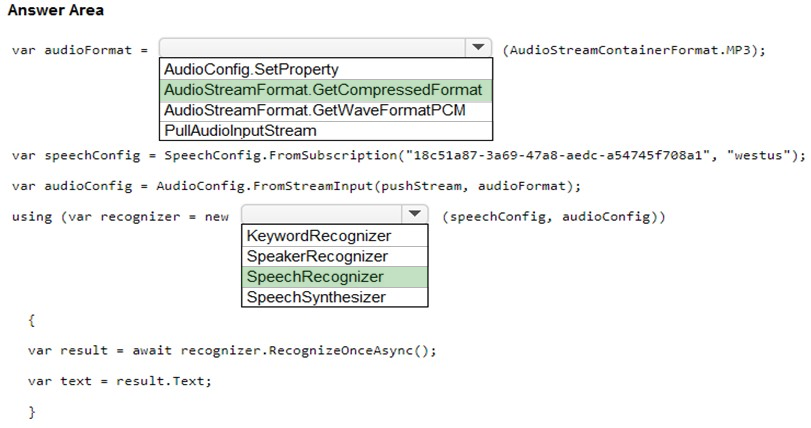 Answer Area
var audioFormat = (AudioStreamContainerFormat.MP3);
AudioConfig.SetProperty
AudioStreamFormat.GetCompressedFormat
AudioStreamFormat.GetWaveFormatPCM
PullAudioInputStream
var speechConfig = SpeechConfig.FromSubscription("18c51a87-3a69-47a8-aedc-a54745f708a1", "westus");
var audioConfig = AudioConfig.FromStreamInput(pushStream, audioFormat);
using (var recognizer = new (speechConfig, audioConfig))
KeywordRecognizer
SpeakerRecognizer
SpeechRecognizer
SpeechSynthesizer
{
var result = await recognizer.RecognizeOnceAsync();
var text = result.Text;
}